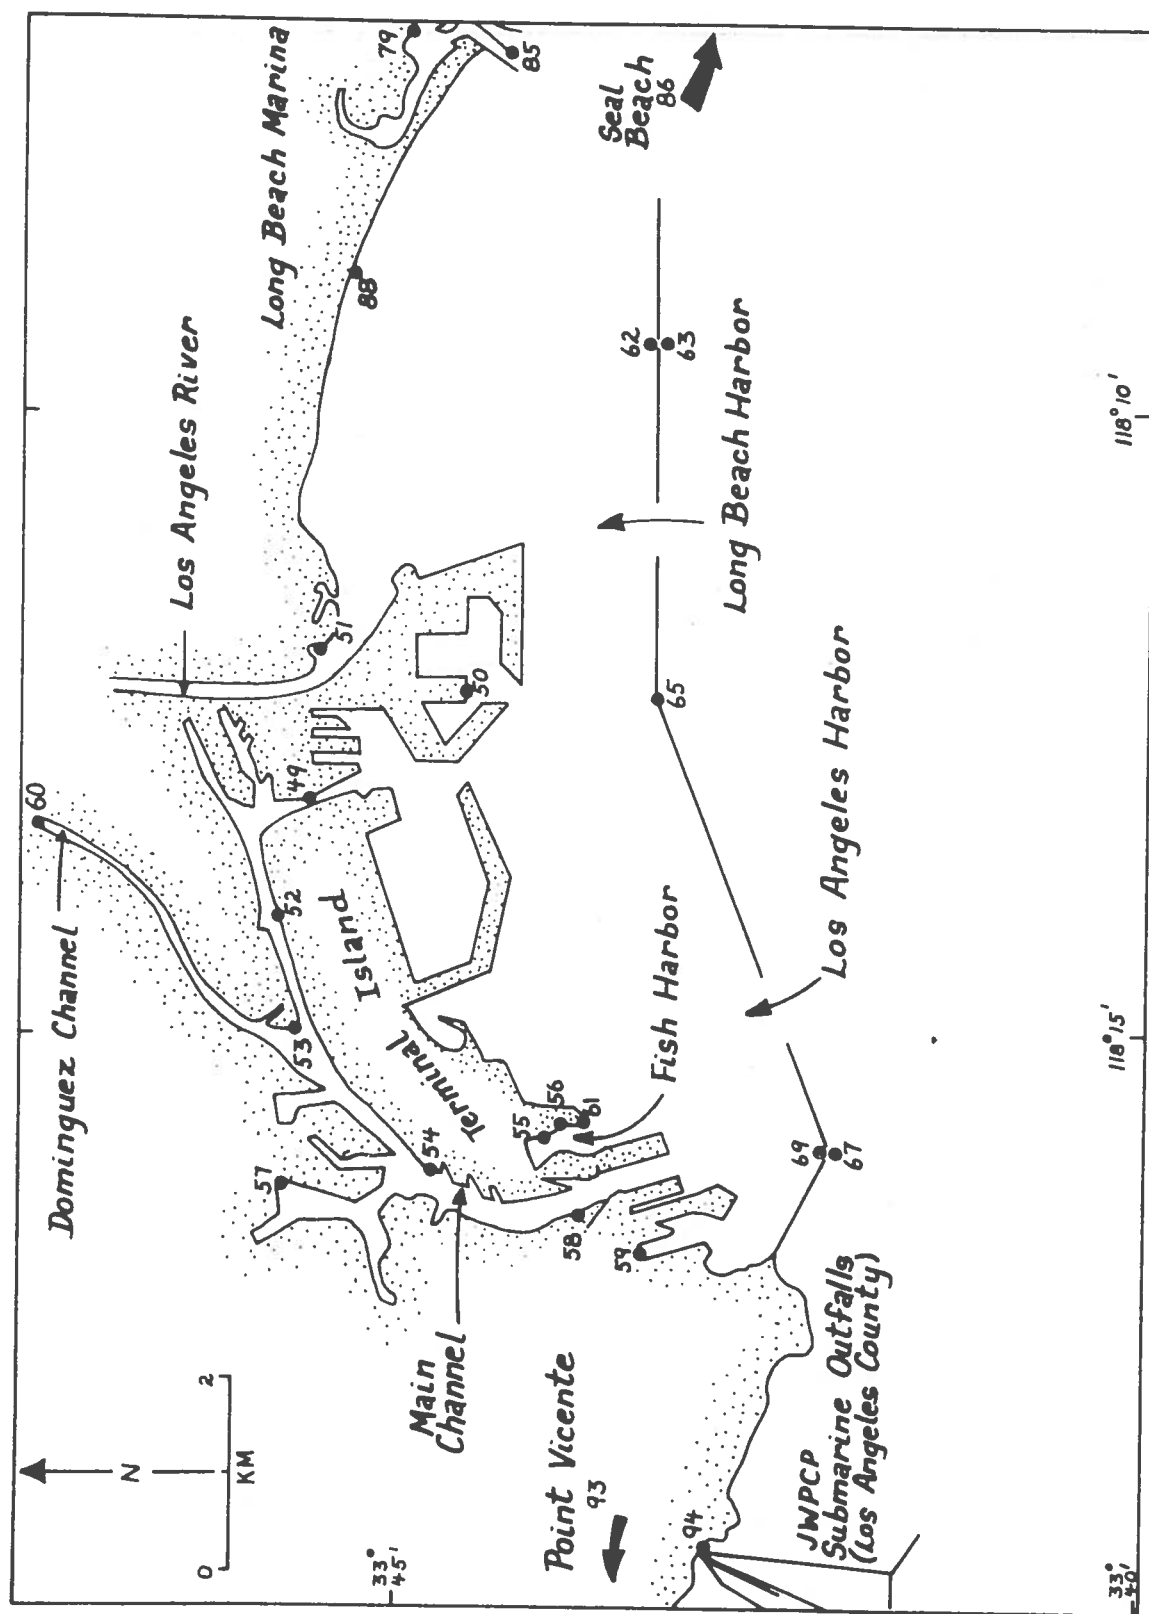 N
0 2
KM
Dominguez Channel
60
Los Angeles River
Long Beach Marina
79
85
88
57
53
52
49
51
50
54
Terminal
Island
Main
Channel
55
56
61
58
59
Fish Harbor
Point Vicente
93
94
JWPCP
Submarine Outfalls
(Los Angeles County)
69
67
65
62
63
Los Angeles Harbor
Long Beach Harbor
Seal
Beach
86
33°
45'
33°
40'
118° 15'
118° 10'